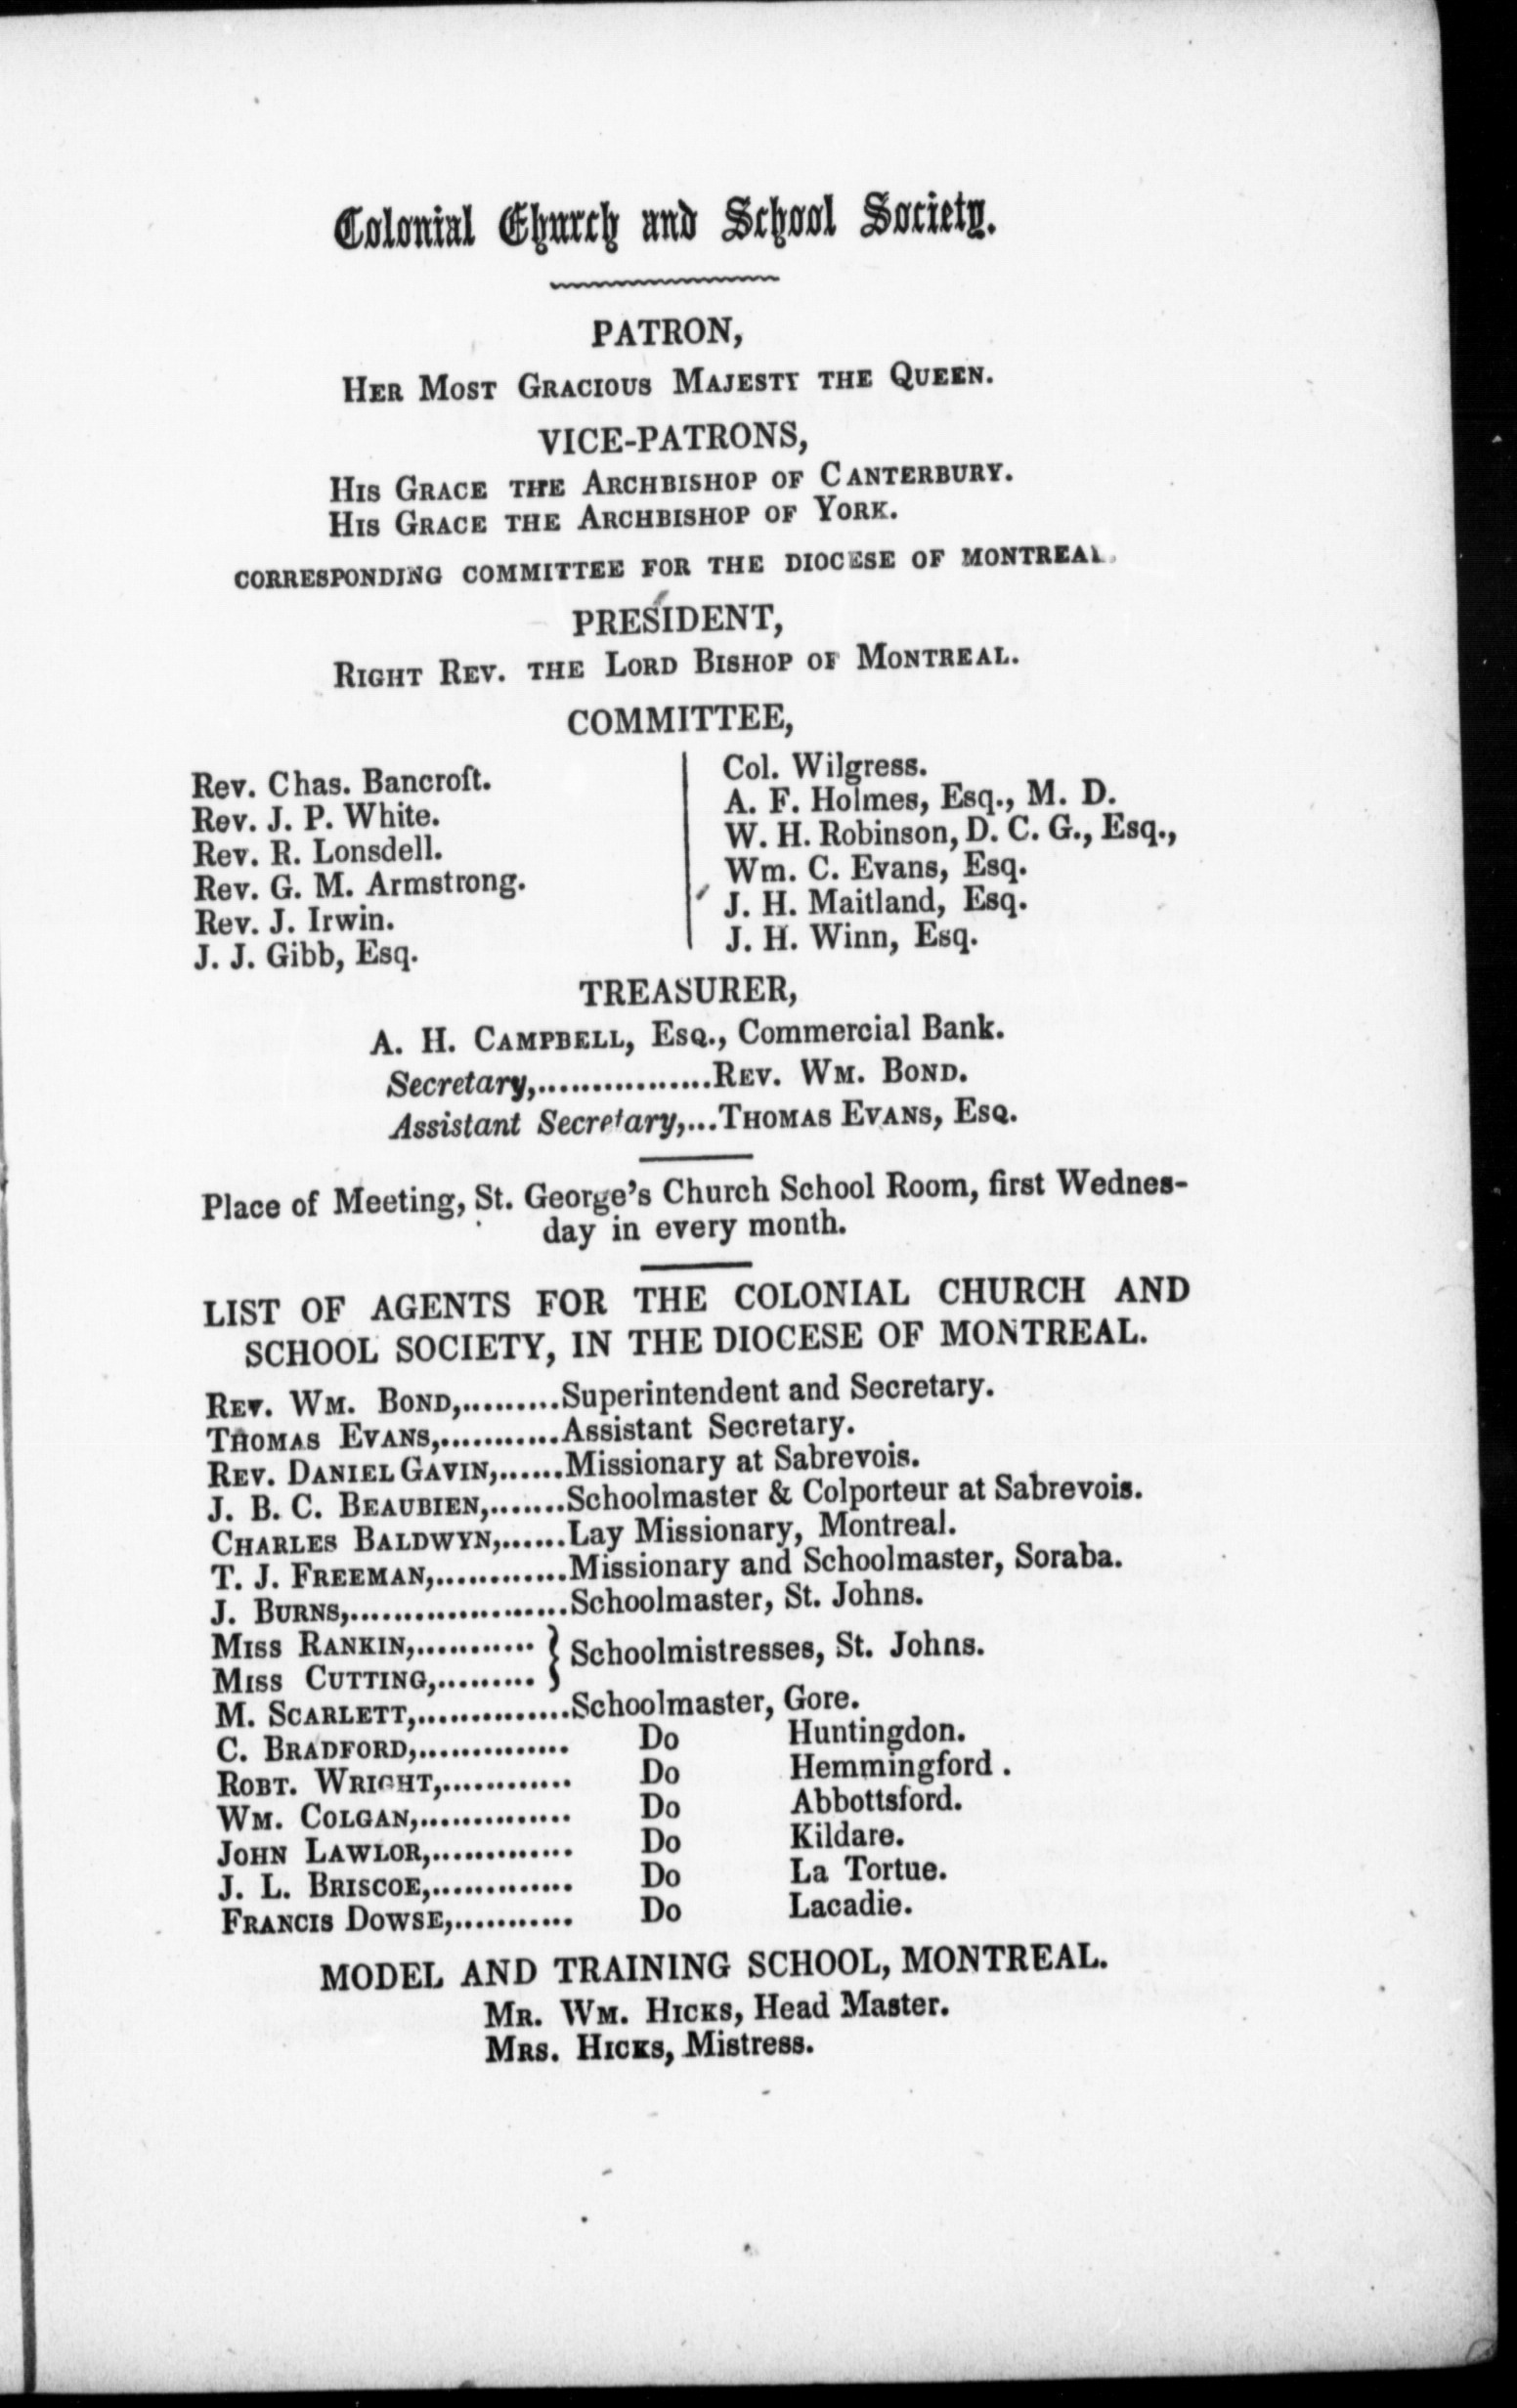 Colonial Church and School Society.
PATRON,
HER MOST GRACIOUS MAJESTY THE QUEEN.
VICE-PATRONS,
HIS GRACE THE ARCHBISHOP OF CANTERBURY.
HIS GRACE THE ARCHBISHOP OF YORK.
CORRESPONDING COMMITTEE FOR THE DIOCESE OF MONTREAL.
PRESIDENT,
RIGHT REV. THE LORD BISHOP OF MONTREAL.
COMMITTEE,
Rev. Chas. Bancroft.
Rev. J. P. White.
Rev. R. Lonsdell.
Rev. G. M. Armstrong.
Rev. J. Irwin.
J. J. Gibb, Esq.
Col. Wilgress.
A. F. Holmes, Esq., M. D.
W. H. Robinson, D. C. G., Esq.,
Wm. C. Evans, Esq.
J. H. Maitland, Esq.
J. H. Winn, Esq.
TREASURER,
A. H. CAMPBELL, ESQ., Commercial Bank.
Secretary,................REV. WM. BOND.
Assistant Secretary,...THOMAS EVANS, ESQ.
Place of Meeting, St. George's Church School Room, first Wednes-
day in every month.
LIST OF AGENTS FOR THE COLONIAL CHURCH AND
SCHOOL SOCIETY, IN THE DIOCESE OF MONTREAL.
REV. WM. BOND,.........Superintendent and Secretary.
THOMAS EVANS,...........Assistant Secretary.
REV. DANIEL GAVIN,......Missionary at Sabrevois.
J. B. C. BEAUBIEN,.......Schoolmaster & Colporteur at Sabrevois.
CHARLES BALDWYN,......Lay Missionary, Montreal.
T. J. FREEMAN,............Missionary and Schoolmaster, Soraba.
J. BURNS,....................Schoolmaster, St. Johns.
MISS RANKIN,...........
MISS CUTTING,.........} Schoolmistresses, St. Johns.
M. SCARLETT,..............Schoolmaster, Gore.
C. BRADFORD,.............. Do Huntingdon.
ROBT. WRIGHT,............ Do Hemmingford .
WM. COLGAN,.............. Do Abbottsford.
JOHN LAWLOR,............. Do Kildare.
J. L. BRISCOE,............. Do La Tortue.
FRANCIS DOWSE,........... Do Lacadie.
MODEL AND TRAINING SCHOOL, MONTREAL.
MR. WM. HICKS, Head Master.
MRS. HICKS, Mistress.